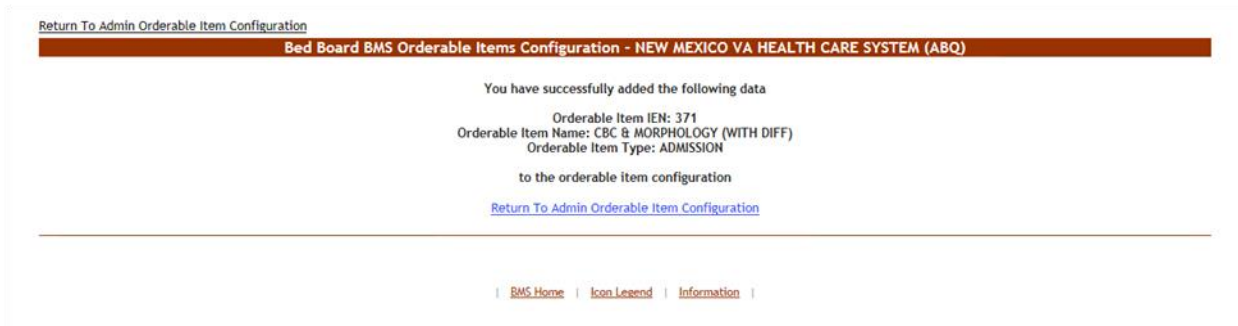 Return To Admin Orderable Item Configuration
Bed Board BMS Orderable Items Configuration - NEW MEXICO VA HEALTH CARE SYSTEM (ABQ)
You have successfully added the following data
Orderable Item IEN: 371
Orderable Item Name: CBC & MORPHOLOGY (WITH DIFF)
Orderable Item Type: ADMISSION
to the orderable item configuration
Return To Admin Orderable Item Configuration
| BMS Home | Icon Legend | Information |